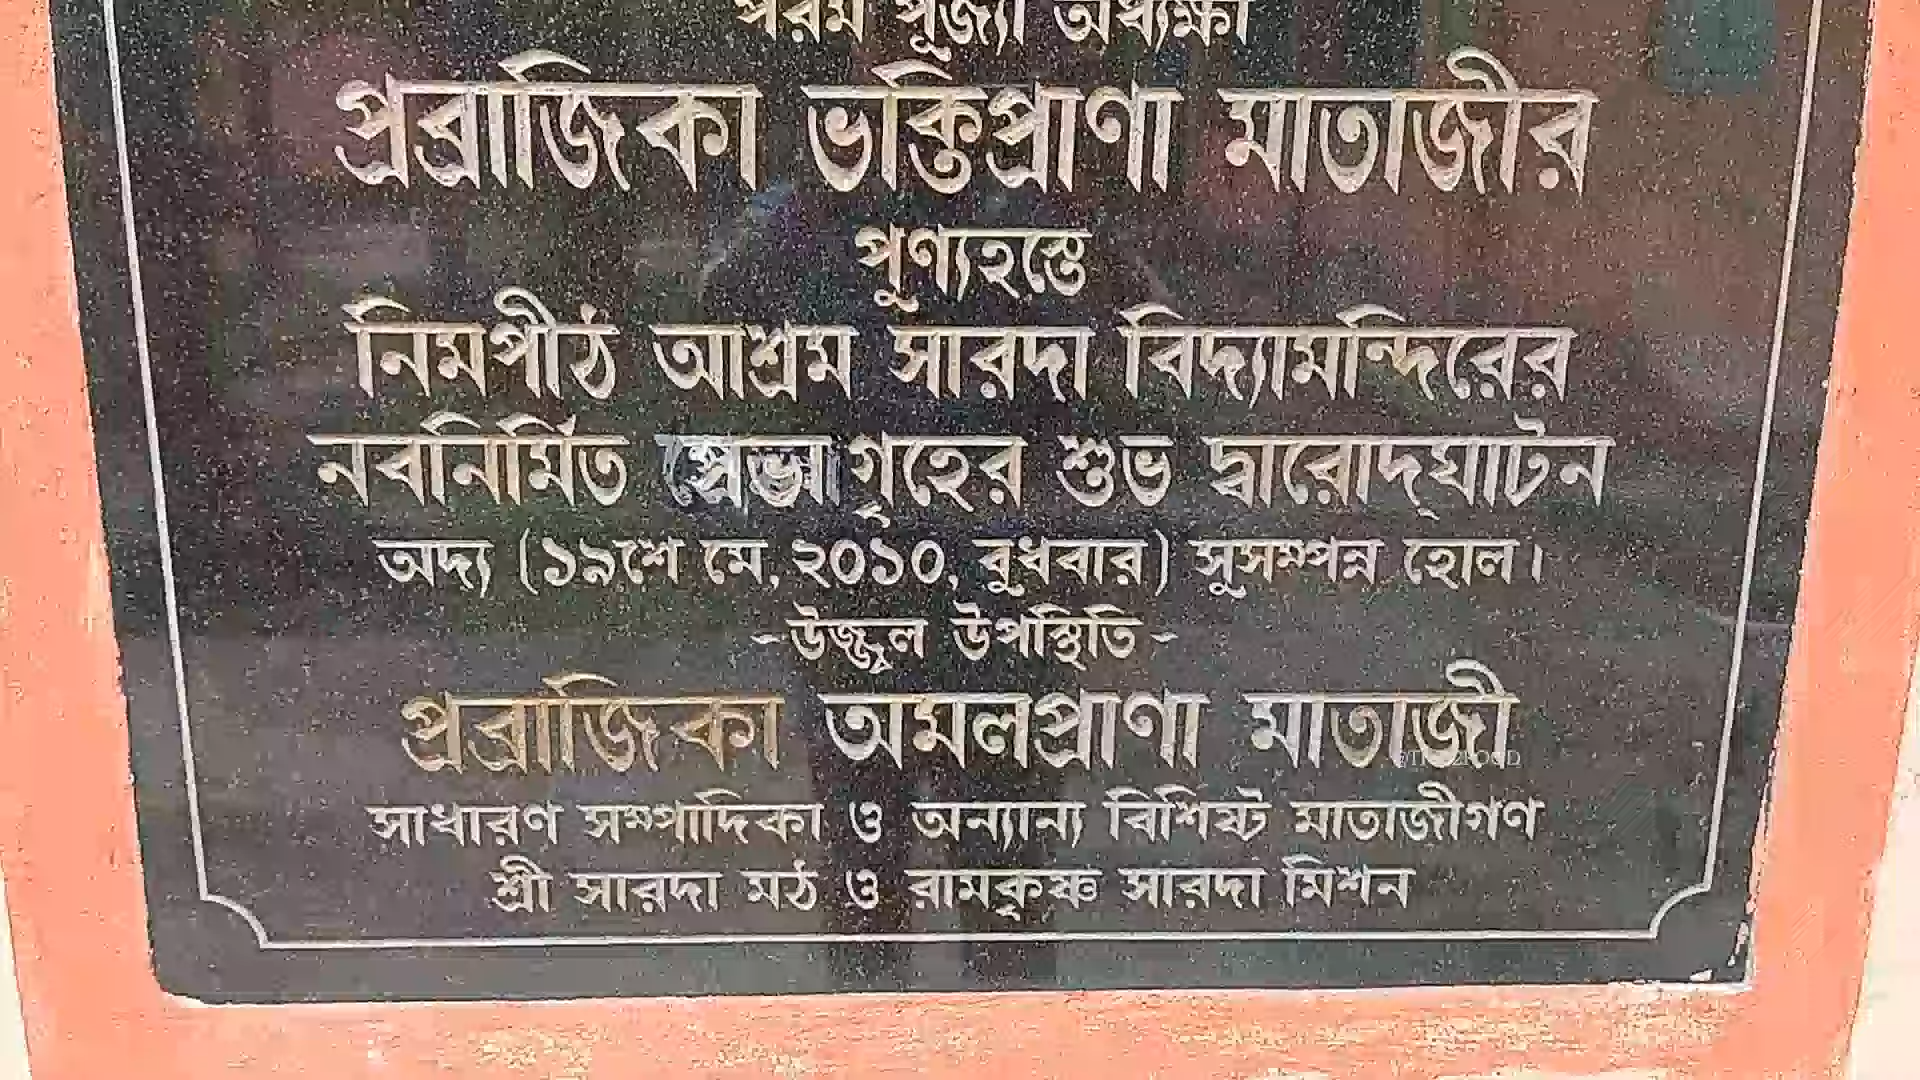 পরম পূজ্যা অধ্যক্ষা
প্রব্রাজিকা ভক্তিপ্রাণা মাতাজীর
পুণ্যহস্তে
নিমপীঠ আশ্রম সারদা বিদ্যামন্দিরের
নবনির্মিত গৃহের শুভ দ্বারোদ্‌ঘাটন
অদ্য (১৯শে মে, ২০১০, বুধবার) সুসম্পন্ন হোল।
-উজ্জ্বল উপস্থিতি-
প্রব্রাজিকা অমলপ্রাণা মাতাজী
সাধারণ সম্পাদিকা ও অন্যান্য বিশিষ্ট মাতাজীগণ
শ্রী সারদা মঠ ও রামকৃষ্ণ সারদা মিশন